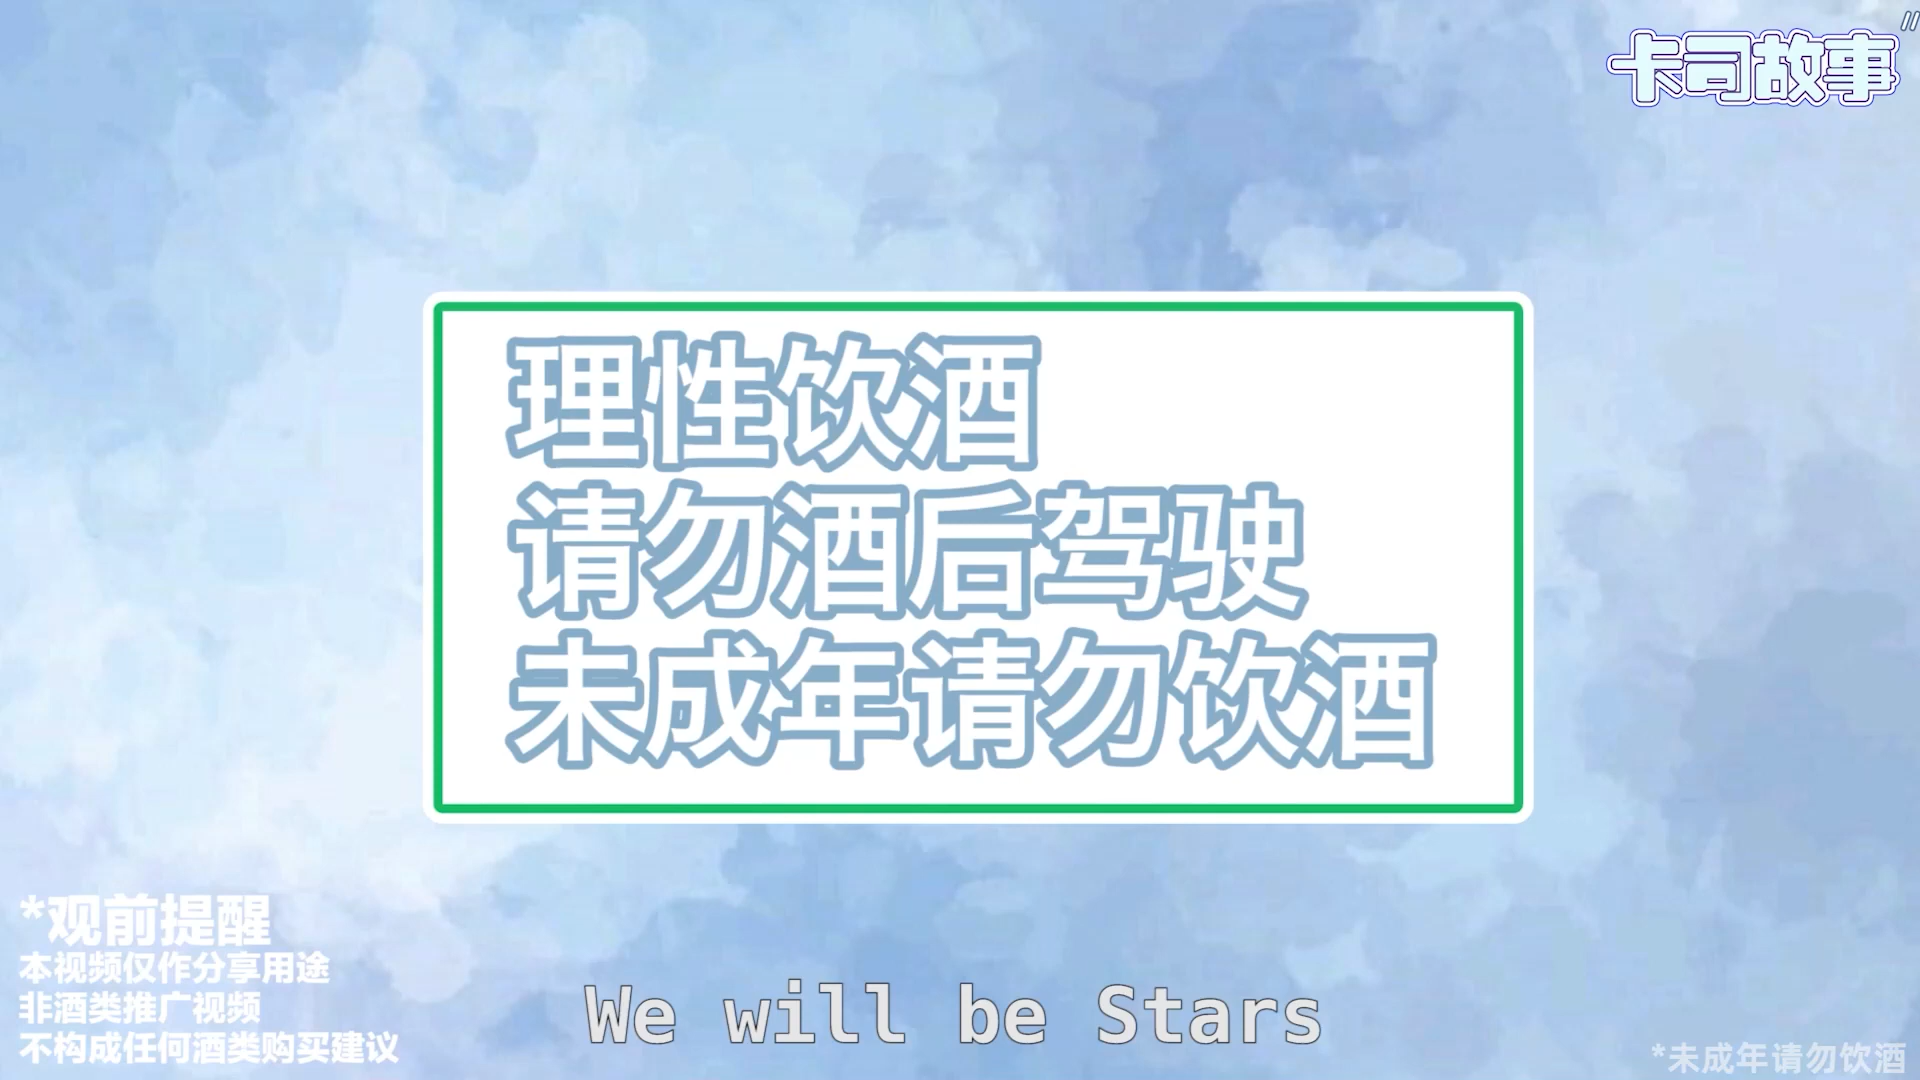 卡司故事
理性饮酒
请勿酒后驾驶
未成年请勿饮酒
*观前提醒
本视频仅作分享用途
非酒类推广视频
不构成任何酒类购买建议
We will be Stars
*未成年请勿饮酒